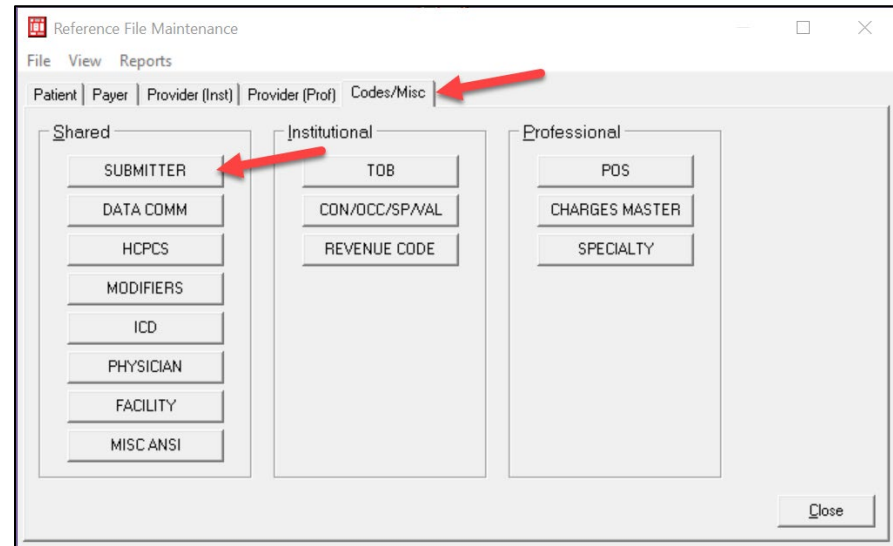 Reference File Maintenance
File View Reports
Patient Payer Provider (Inst) Provider (Prof) Codes/Misc
Shared
SUBMITTER
DATA COMM
HCPCS
MODIFIERS
ICD
PHYSICIAN
FACILITY
MISC ANSI
Institutional
TOB
CON/OCC/SP/VAL
REVENUE CODE
Professional
POS
CHARGES MASTER
SPECIALTY
Close